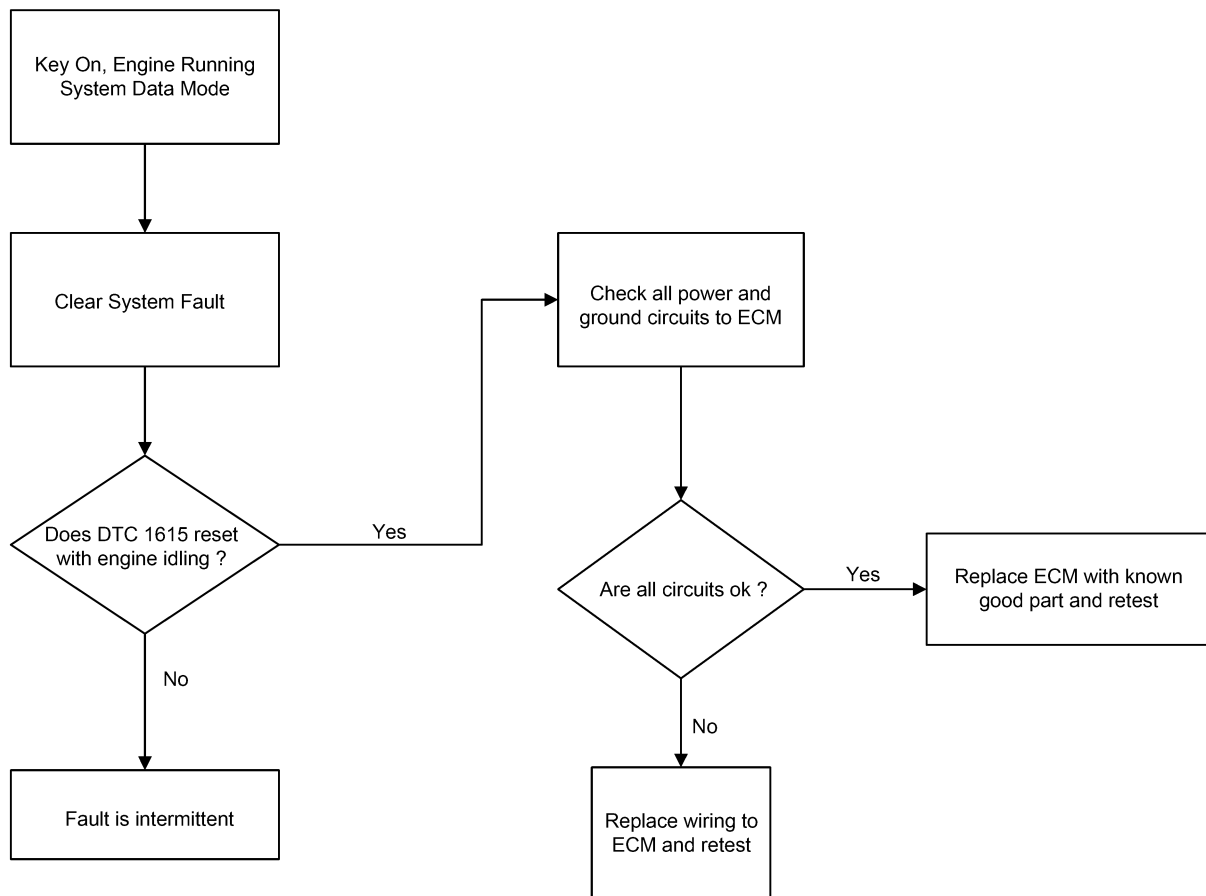 Key On, Engine Running
System Data Mode
Clear System Fault
Does DTC 1615 reset
with engine idling ?
Yes
No
Fault is intermittent
Check all power and
ground circuits to ECM
Are all circuits ok ?
Yes
Replace ECM with known
good part and retest
No
Replace wiring to
ECM and retest